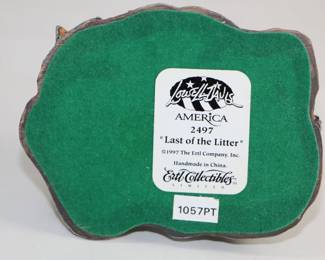 Lowell Davis
AMERICA
2497
"Last of the Litter"
©1997 The Ertl Company, Inc.
Handmade in China.
Ertl Collectibles
LIMITED
1057PT